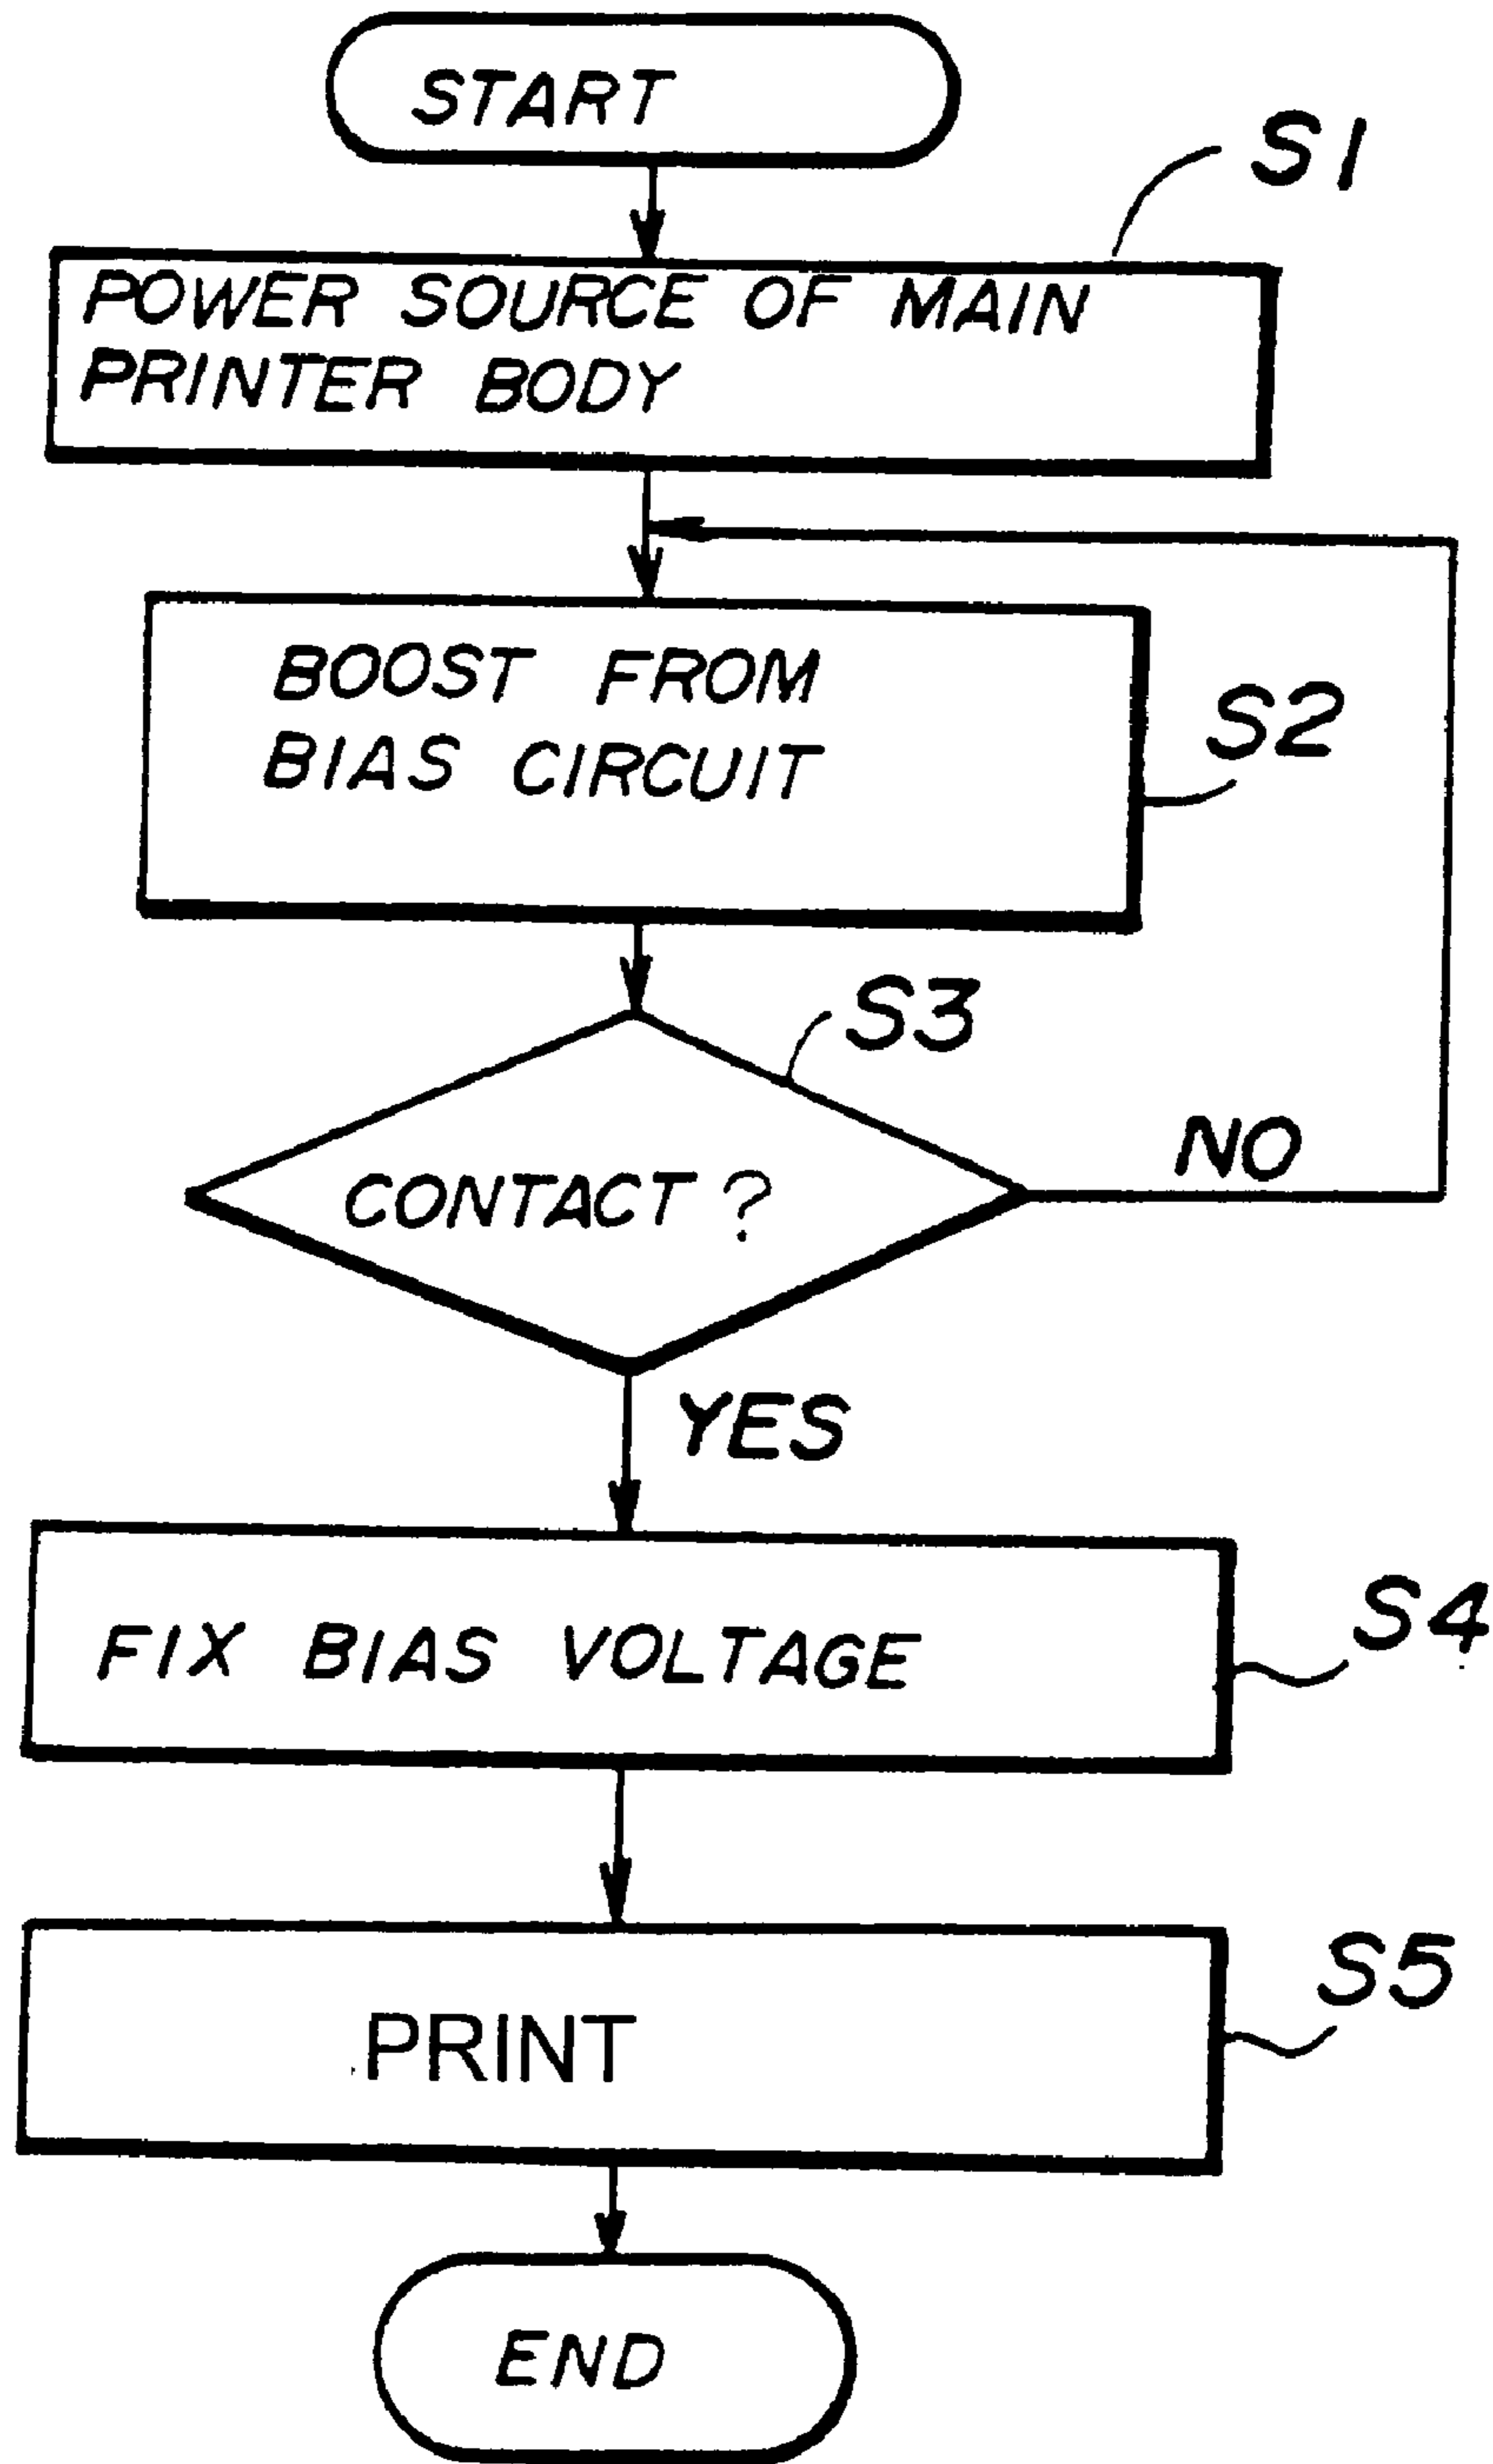 START
S1
POWER SOURCE OF MAIN
PRINTER BODY
BOOST FROM
BIAS CIRCUIT
S2
S3
CONTACT ?
NO
YES
FIX BIAS VOLTAGE
S4
PRINT
S5
END